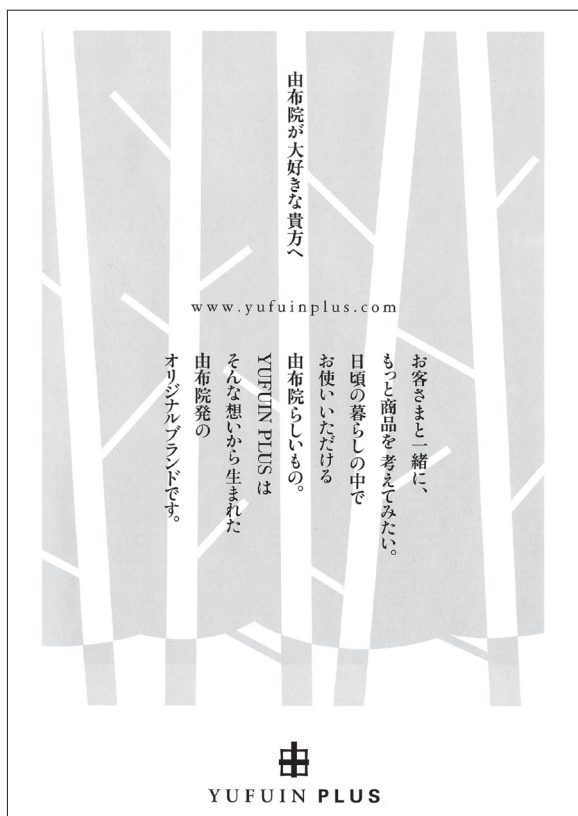 由布院が大好きな貴方へ
www.yufuinplus.com
お客さまと一緒に、
もっと商品を考えてみたい。
日頃の暮らしの中で
お使いいただける
由布院らしいもの。
YUFUIN PLUS は
そんな想いから生まれた
由布院発の
オリジナルブランドです。
YUFUIN PLUS